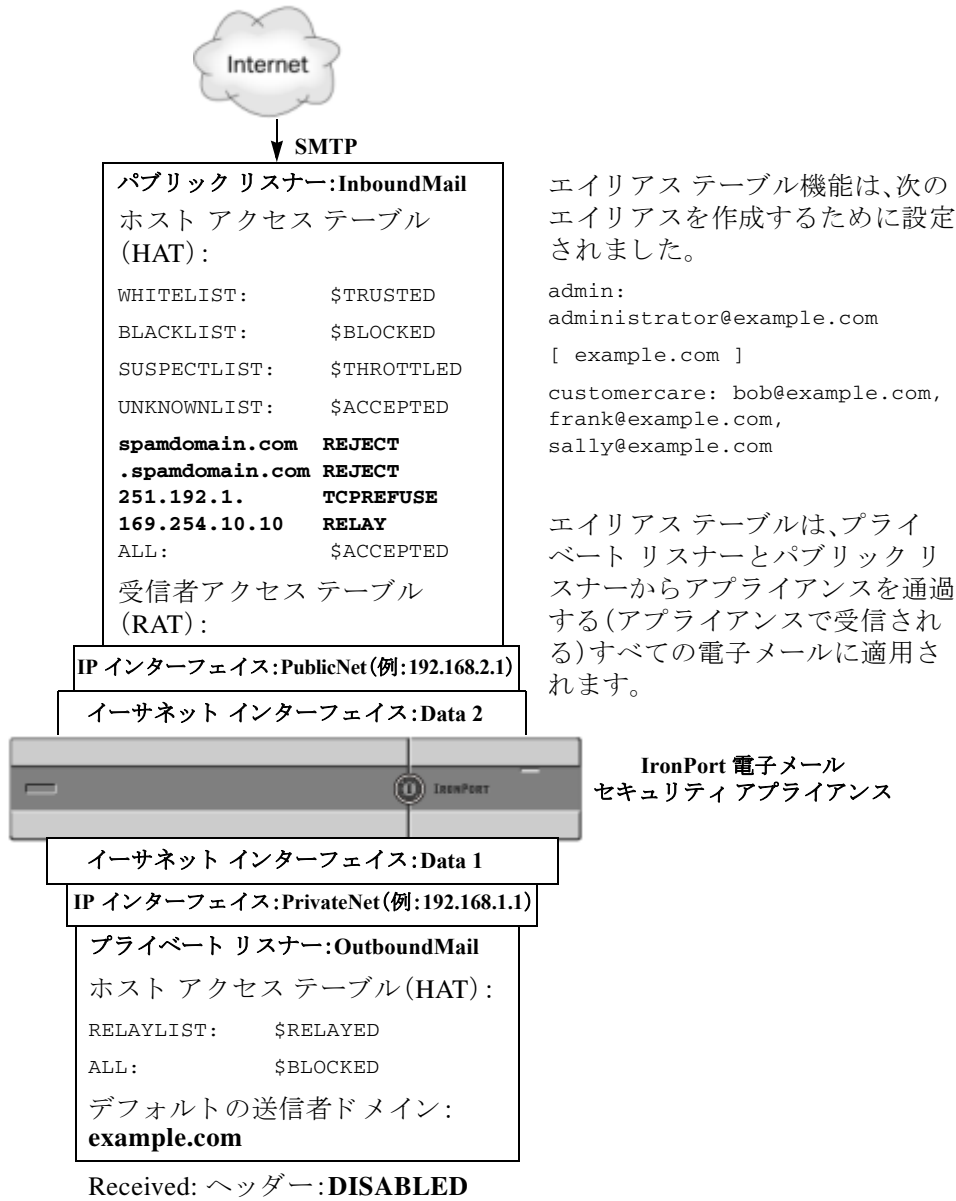 Internet
SMTP
パブリック リスナー:InboundMail
ホスト アクセス テーブル
(HAT):
WHITELIST: $TRUSTED
BLACKLIST: $BLOCKED
SUSPECTLIST: $THROTTLED
UNKNOWNLIST: $ACCEPTED
spamdomain.com REJECT
.spamdomain.com REJECT
251.192.1. TCPREFUSE
169.254.10.10 RELAY
ALL: $ACCEPTED
受信者アクセス テーブル
(RAT):
エイリアス テーブル機能は、次の
エイリアスを作成するために設定
されました。
admin:
administrator@example.com
[ example.com ]
customercare: bob@example.com,
frank@example.com,
sally@example.com
エイリアス テーブルは、プライ
ベート リスナーとパブリック リ
スナーからアプライアンスを通過
する(アプライアンスで受信され
る)すべての電子メールに適用さ
れます。
IP インターフェイス:PublicNet(例:192.168.2.1)
イーサネット インターフェイス:Data 2
IRONPORT
IronPort 電子メール
セキュリティ アプライアンス
イーサネット インターフェイス:Data 1
IP インターフェイス:PrivateNet(例:192.168.1.1)
プライベート リスナー:OutboundMail
ホスト アクセス テーブル(HAT):
RELAYLIST: $RELAYED
ALL: $BLOCKED
デフォルトの送信者ドメイン:
example.com
Received: ヘッダー:DISABLED